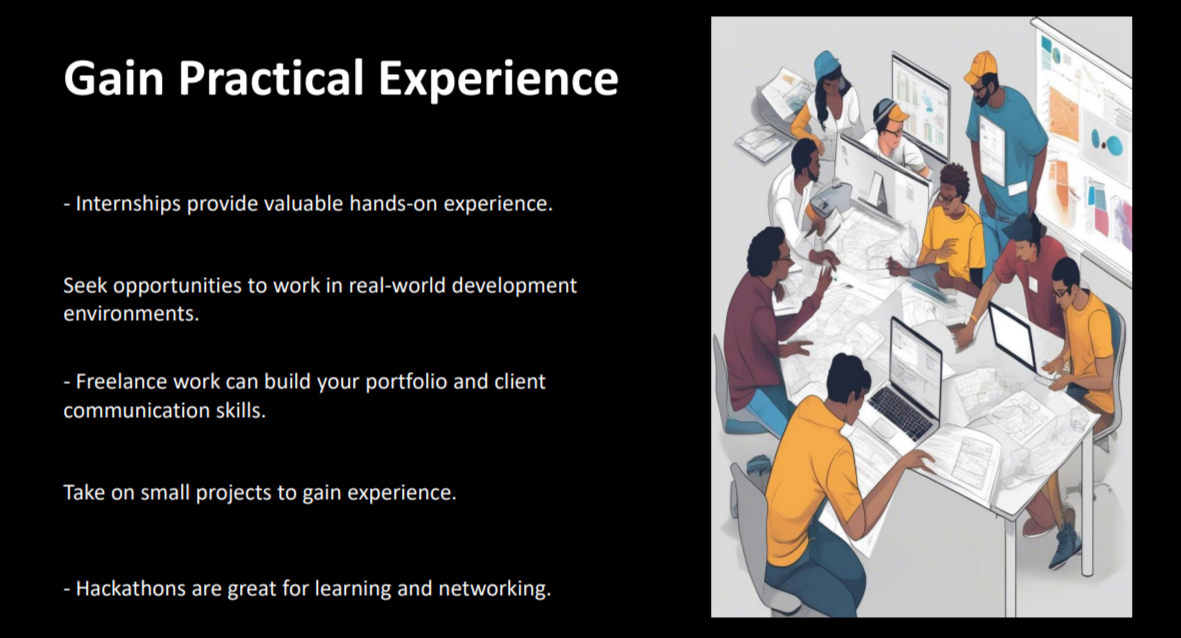 Gain Practical Experience
- Internships provide valuable hands-on experience.
Seek opportunities to work in real-world development
environments.
- Freelance work can build your portfolio and client
communication skills.
Take on small projects to gain experience.
- Hackathons are great for learning and networking.